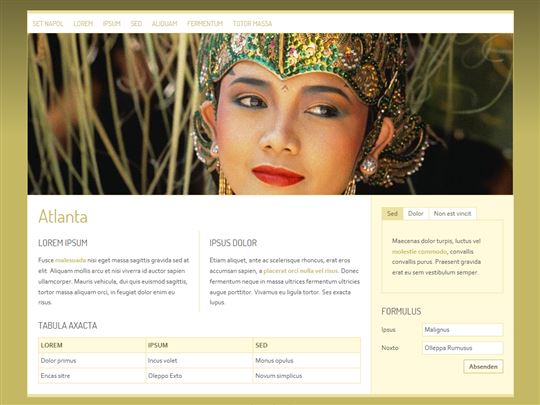 SET NAPOL LOREM IPSUM SED ALIQUAM FERMENTUM TOTOR MASSA
Atlanta
LOREM IPSUM
Fusce malesuada nisi eget massa sagittis gravida sed at
elit. Aliquam mollis arcu et nisi viverra id auctor sapien
ullamcorper. Mauris vehicula, dui quis euismod sagittis,
tortor massa aliquam orci, in feugiat dolor enim eu
risus.
IPSUS DOLOR
Etiam aliquet, ante ac scelerisque rhoncus, erat eros
accumsan sapien, a placerat orci nulla vel risus. Donec
fermentum neque in massa ultrices fermentum ultricies
augue porttitor. Vivamus eu ligula tortor. Ses exacta
lupus.
TABULA AXACTA
LOREM IPSUM SED
Dolor primus Incus volet Monus opulus
Encas sitre Oleppo Exto Novum simplicus
Sed Dolor Non est vincit
Maecenas dolor turpis, luctus vel
molestie commodo, convallis
convallis purus. Praesent gravida
erat eu sem vestibulum semper.
FORMULUS
Ipsus Malignus
Noxto Olleppa Rumusus
Absenden